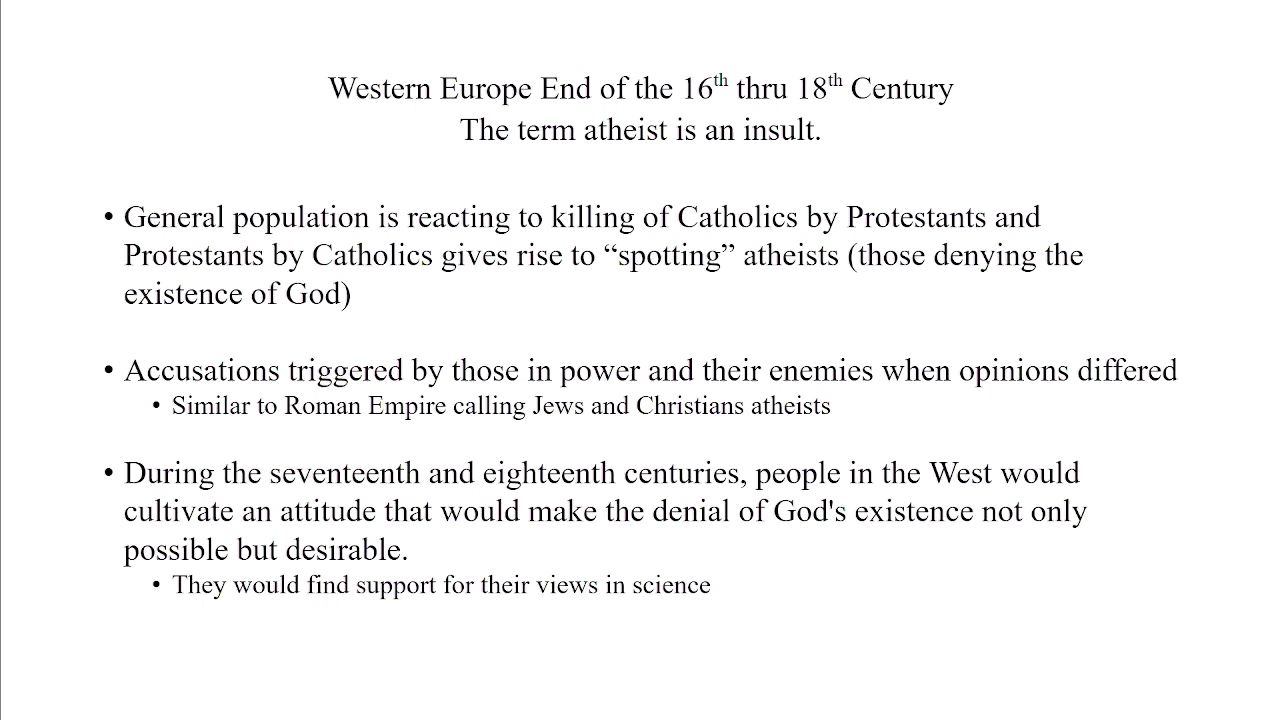 Western Europe End of the 16th thru 18th Century
The term atheist is an insult.
• General population is reacting to killing of Catholics by Protestants and
Protestants by Catholics gives rise to “spotting” atheists (those denying the
existence of God)
• Accusations triggered by those in power and their enemies when opinions differed
• Similar to Roman Empire calling Jews and Christians atheists
• During the seventeenth and eighteenth centuries, people in the West would
cultivate an attitude that would make the denial of God's existence not only
possible but desirable.
• They would find support for their views in science